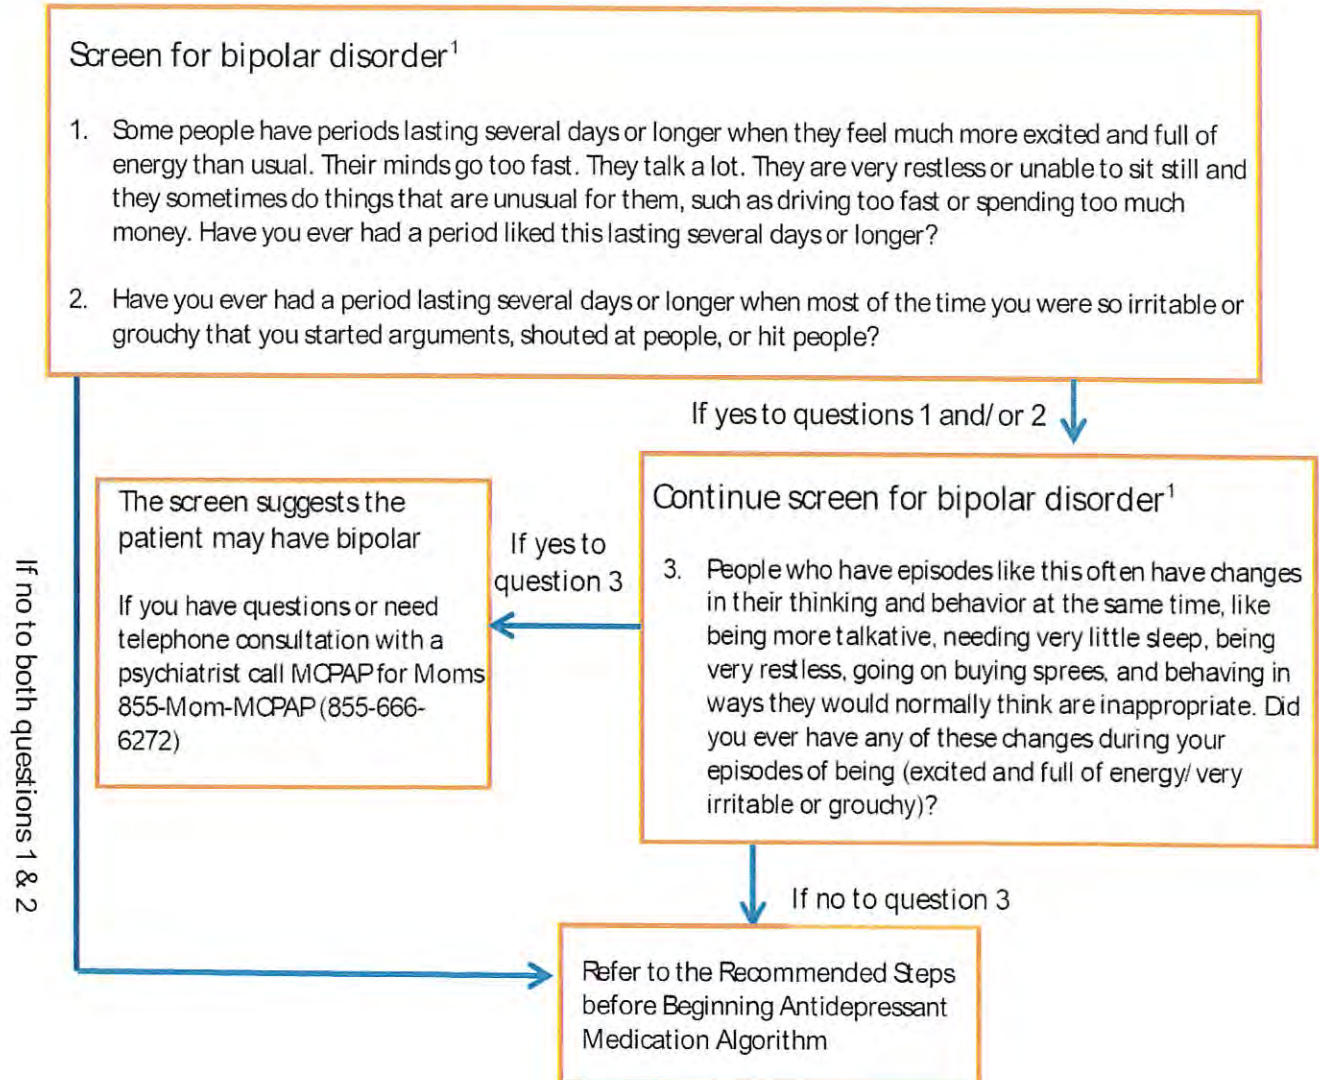 Screen for bipolar disorder¹
1. Some people have periods lasting several days or longer when they feel much more excited and full of
energy than usual. Their minds go too fast. They talk a lot. They are very restless or unable to sit still and
they sometimes do things that are unusual for them, such as driving too fast or spending too much
money. Have you ever had a period liked this lasting several days or longer?
2. Have you ever had a period lasting several days or longer when most of the time you were so irritable or
grouchy that you started arguments, shouted at people, or hit people?
If yes to questions 1 and/or 2
Continue screen for bipolar disorder¹
3. People who have episodes like this often have changes
in their thinking and behavior at the same time, like
being more talkative, needing very little sleep, being
very restless, going on buying sprees, and behaving in
ways they would normally think are inappropriate. Did
you ever have any of these changes during your
episodes of being (excited and full of energy/ very
irritable or grouchy)?
If yes to
question 3
The screen suggests the
patient may have bipolar
If you have questions or need
telephone consultation with a
psychiatrist call MCPAP for Moms
855-Mom-MCPAP (855-666-
6272)
If no to both questions 1 & 2
If no to question 3
Refer to the Recommended Steps
before Beginning Antidepressant
Medication Algorithm